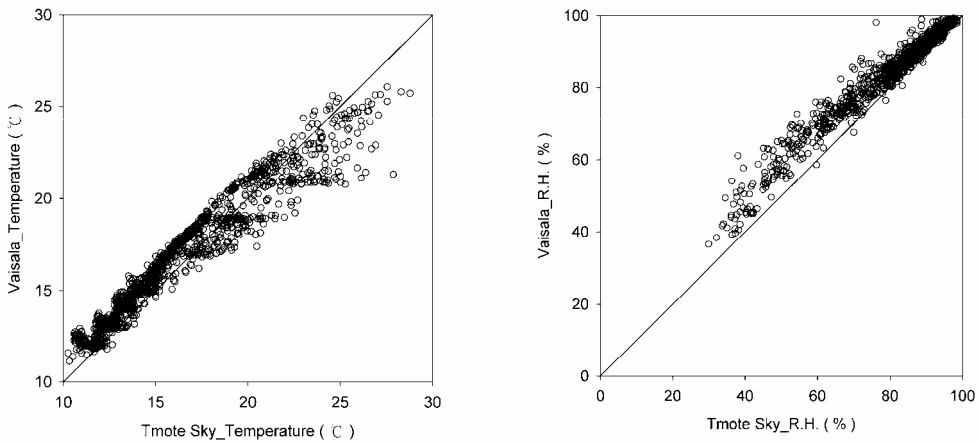 30
25
20
15
10
Vaisala_Temperature ( ℃ )
10 15 20 25 30
Tmote Sky_Temperature ( ℃ )
100
80
60
40
20
0
Vaisala_R.H. ( % )
0 20 40 60 80 100
Tmote Sky_R.H. ( % )